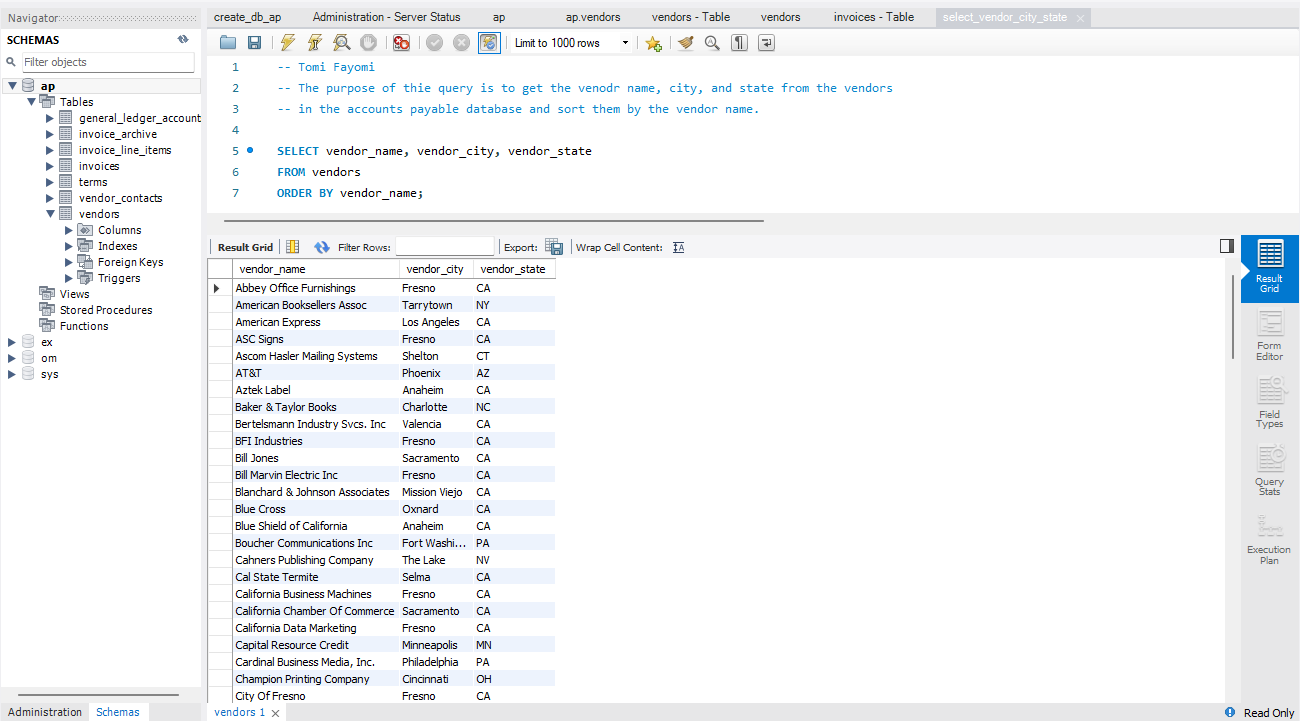 Navigator
SCHEMAS
Filter objects
ap
Tables
general_ledger_account
invoice_archive
invoice_line_items
invoices
terms
vendor_contacts
vendors
Columns
Indexes
Foreign Keys
Triggers
Views
Stored Procedures
Functions
ex
om
sys
Administration Schemas
create_db_ap Administration - Server Status ap ap.vendors vendors - Table vendors invoices - Table select_vendor_city_state
Limit to 1000 rows
1 -- Tomi Fayomi
2 -- The purpose of thie query is to get the venodr name, city, and state from the vendors
3 -- in the accounts payable database and sort them by the vendor name.
4
5 SELECT vendor_name, vendor_city, vendor_state
6 FROM vendors
7 ORDER BY vendor_name;
Result Grid Filter Rows: Export: Wrap Cell Content: IA
vendor_name vendor_city vendor_state
Abbey Office Furnishings Fresno CA
American Booksellers Assoc Tarrytown NY
American Express Los Angeles CA
ASC Signs Fresno CA
Ascom Hasler Mailing Systems Shelton CT
AT&T Phoenix AZ
Aztek Label Anaheim CA
Baker & Taylor Books Charlotte NC
Bertelsmann Industry Svcs. Inc Valencia CA
BFI Industries Fresno CA
Bill Jones Sacramento CA
Bill Marvin Electric Inc Fresno CA
Blanchard & Johnson Associates Mission Viejo CA
Blue Cross Oxnard CA
Blue Shield of California Anaheim CA
Boucher Communications Inc Fort Washi... PA
Cahners Publishing Company The Lake NV
Cal State Termite Selma CA
California Business Machines Fresno CA
California Chamber Of Commerce Sacramento CA
California Data Marketing Fresno CA
Capital Resource Credit Minneapolis MN
Cardinal Business Media, Inc. Philadelphia PA
Champion Printing Company Cincinnati OH
City Of Fresno Fresno CA
Result
Grid
Form
Editor
Field
Types
Query
Stats
Execution
Plan
vendors 1
Read Only